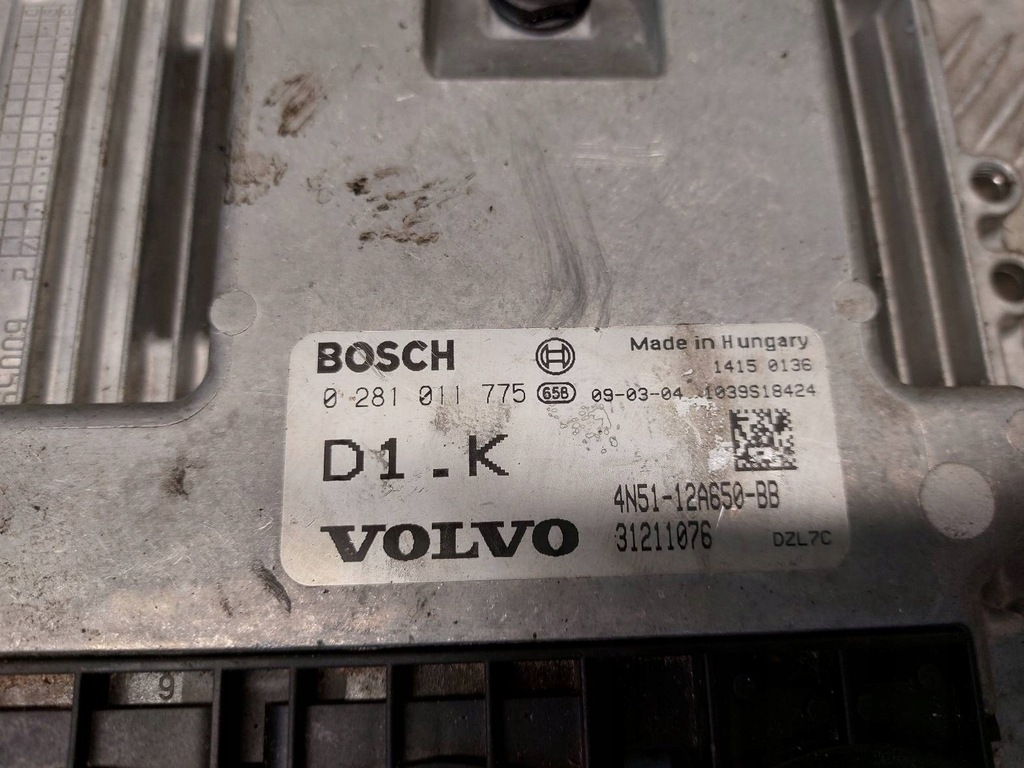 BOSCH
Made in Hungary
1415 0136
0 281 011 775 65B 09-03-04 1039S18424
D1.K
4N51-12A650-BB
VOLVO 31211076 DZL7C
9